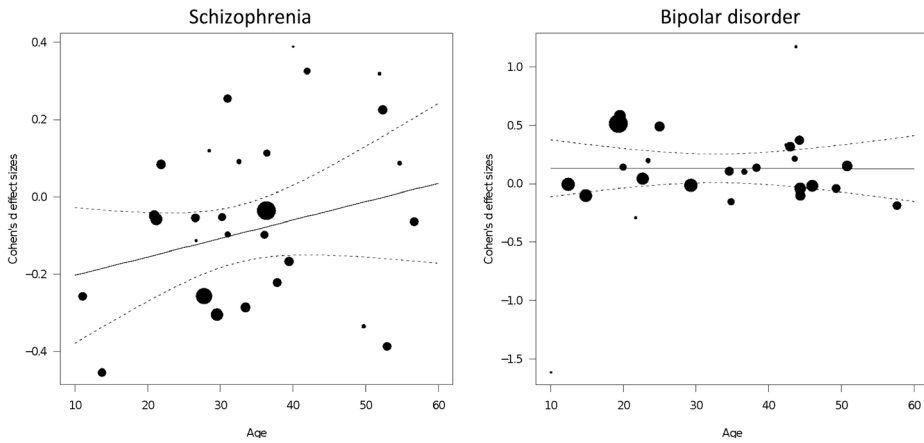 Schizophrenia
0.4
0.2
0.0
−0.2
−0.4
Cohen's d effect sizes
10 20 30 40 50 60
Age
Bipolar disorder
1.0
0.5
0.0
−0.5
−1.0
−1.5
Cohen's d effect sizes
10 20 30 40 50 60
Age